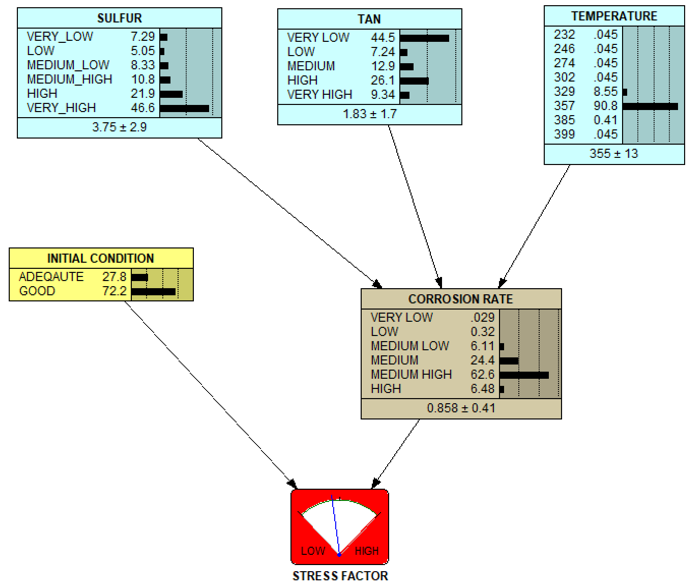 SULFUR
VERY_LOW 7.29
LOW 5.05
MEDIUM_LOW 8.33
MEDIUM_HIGH 10.8
HIGH 21.9
VERY_HIGH 46.6
3.75 ± 2.9
TAN
VERY LOW 44.5
LOW 7.24
MEDIUM 12.9
HIGH 26.1
VERY HIGH 9.34
1.83 ± 1.7
TEMPERATURE
232 .045
246 .045
274 .045
302 .045
329 8.55
357 90.8
385 0.41
399 .045
355 ± 13
INITIAL CONDITION
ADEQAUTE 27.8
GOOD 72.2
CORROSION RATE
VERY LOW .029
LOW 0.32
MEDIUM LOW 6.11
MEDIUM 24.4
MEDIUM HIGH 62.6
HIGH 6.48
0.858 ± 0.41
LOW HIGH
STRESS FACTOR